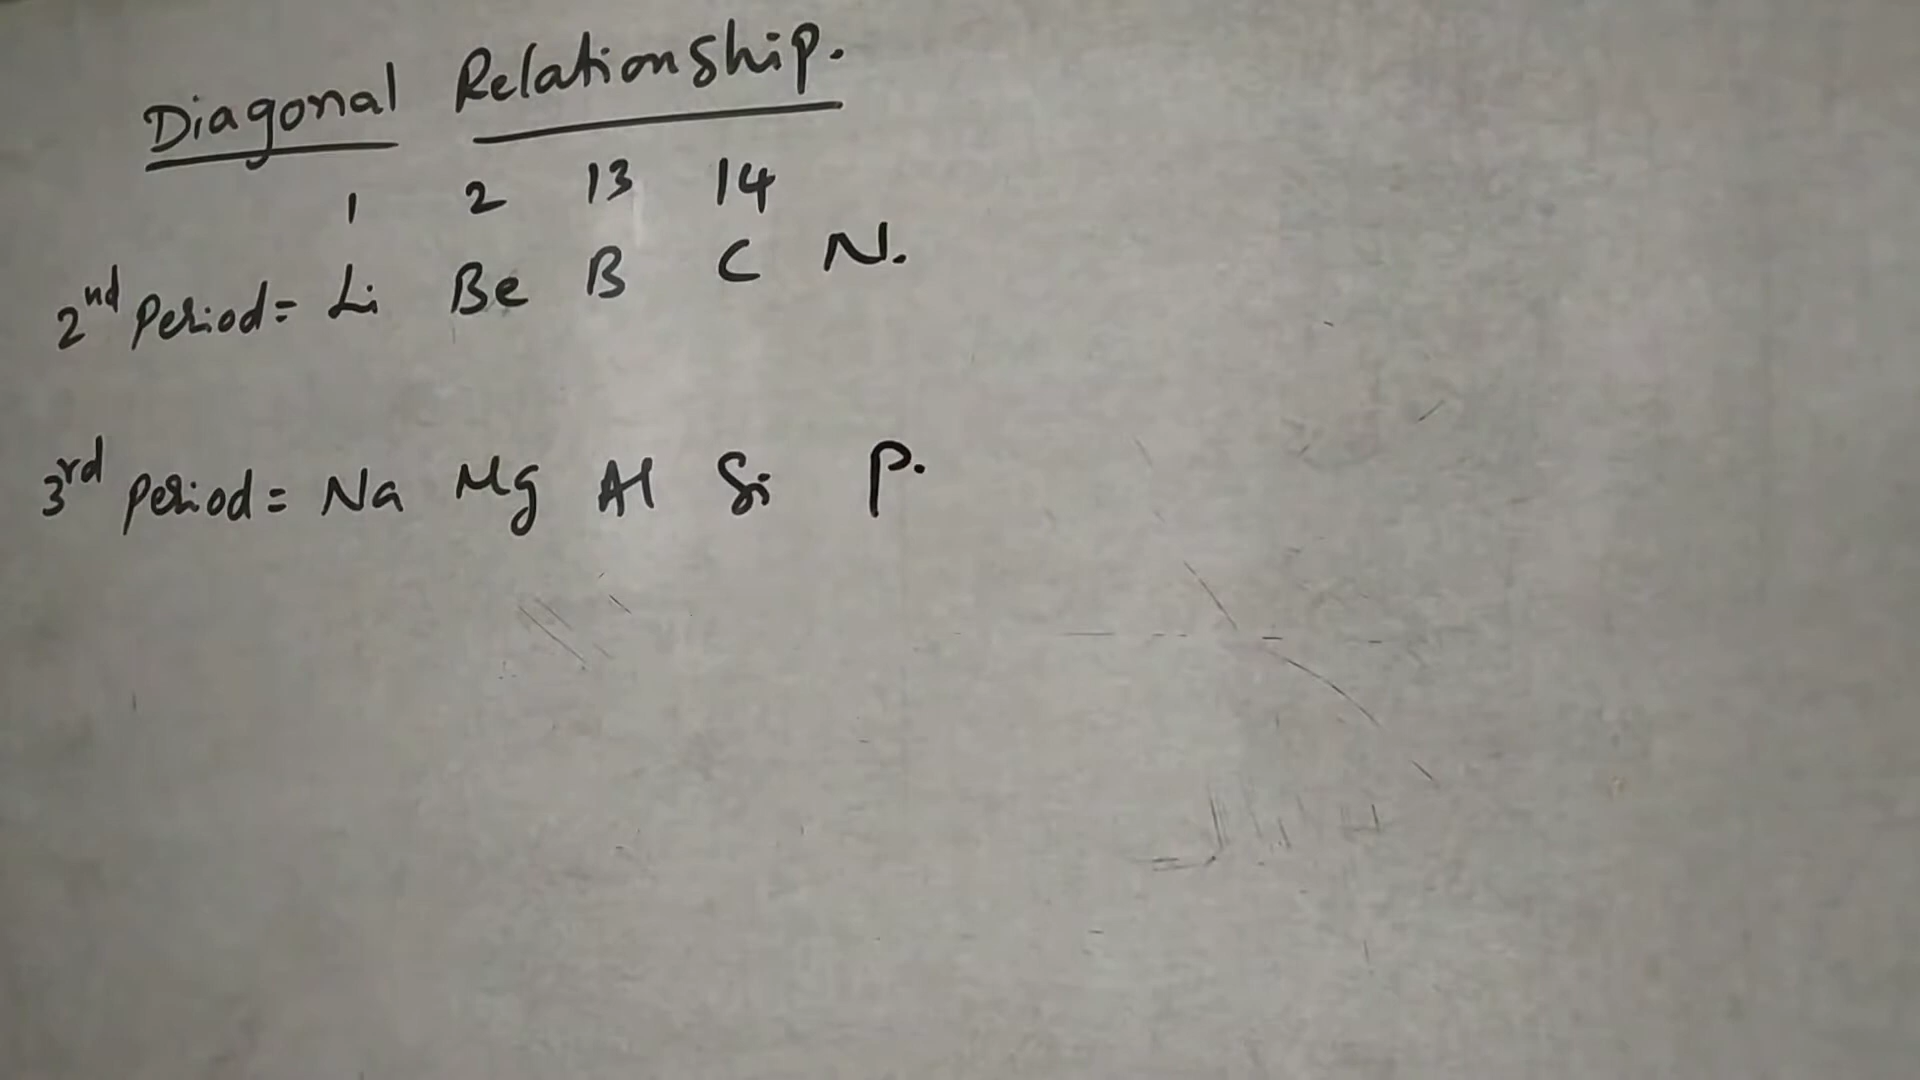 Diagonal Relationship.
1 2 13 14
2nd Period= Li Be B C N.
3rd period= Na Mg Al Si P.